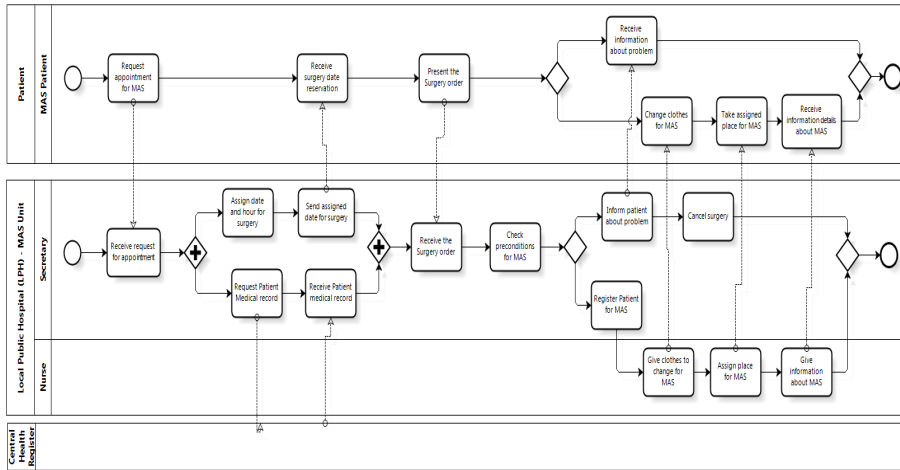 Patient
MAS Patient
Request
appointment
for MAS
Receive
surgery date
reservation
Present the
Surgery order
Receive
information
about problem
Change clothes
for MAS
Take assigned
place for MAS
Receive
information details
about MAS
Local Public Hospital (LPH) - MAS Unit
Secretary
Receive request
for appointment
Assign date
and hour for
surgery
Send assigned
date for surgery
Request Patient
Medical record
Receive Patient
medical record
Receive the
Surgery order
Check
preconditions
for MAS
Inform patient
about problem
Cancel surgery
Register Patient
for MAS
Nurse
Give clothes to
change for
MAS
Assign place
for MAS
Give
information
about MAS
Central
Health
Register